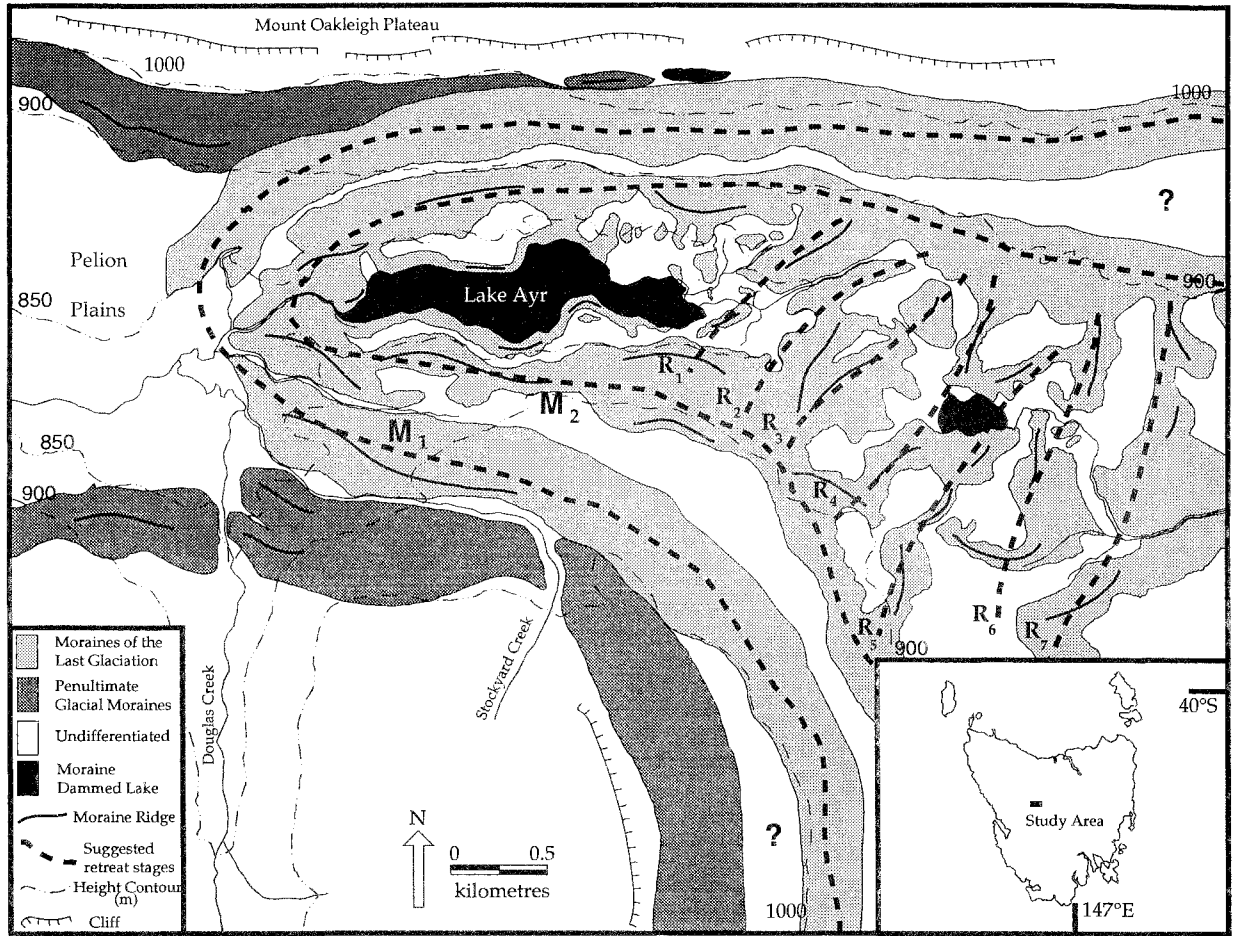 Mount Oakleigh Plateau
1000
900
1000
?
Pelion
Plains
850
Lake Ayr
900
R1
R2
R3
M2
M1
850
900
R4
R5
R6
R7
900
Moraines of the
Last Glaciation
Penultimate
Glacial Moraines
Undifferentiated
Moraine
Dammed Lake
Moraine Ridge
Suggested
retreat stages
Height Contour
(m)
Cliff
Douglas Creek
Stockyard Creek
N
0 0.5
kilometres
?
1000
40°S
Study Area
147°E